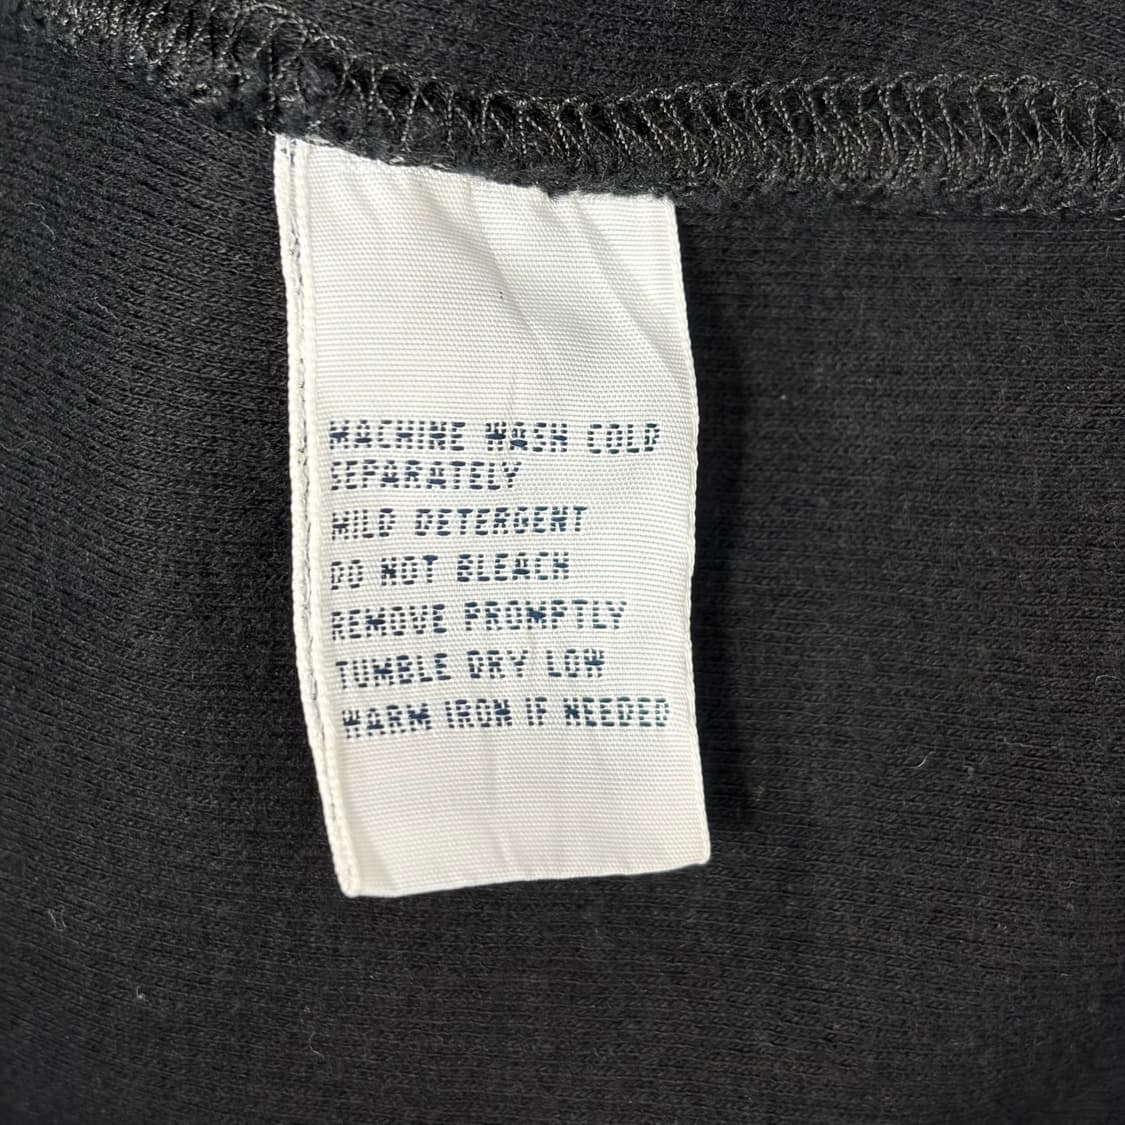 MACHINE WASH COLD
SEPARATELY
MILD DETERGENT
DO NOT BLEACH
REMOVE PROMPTLY
TUMBLE DRY LOW
WARM IRON IF NEEDED